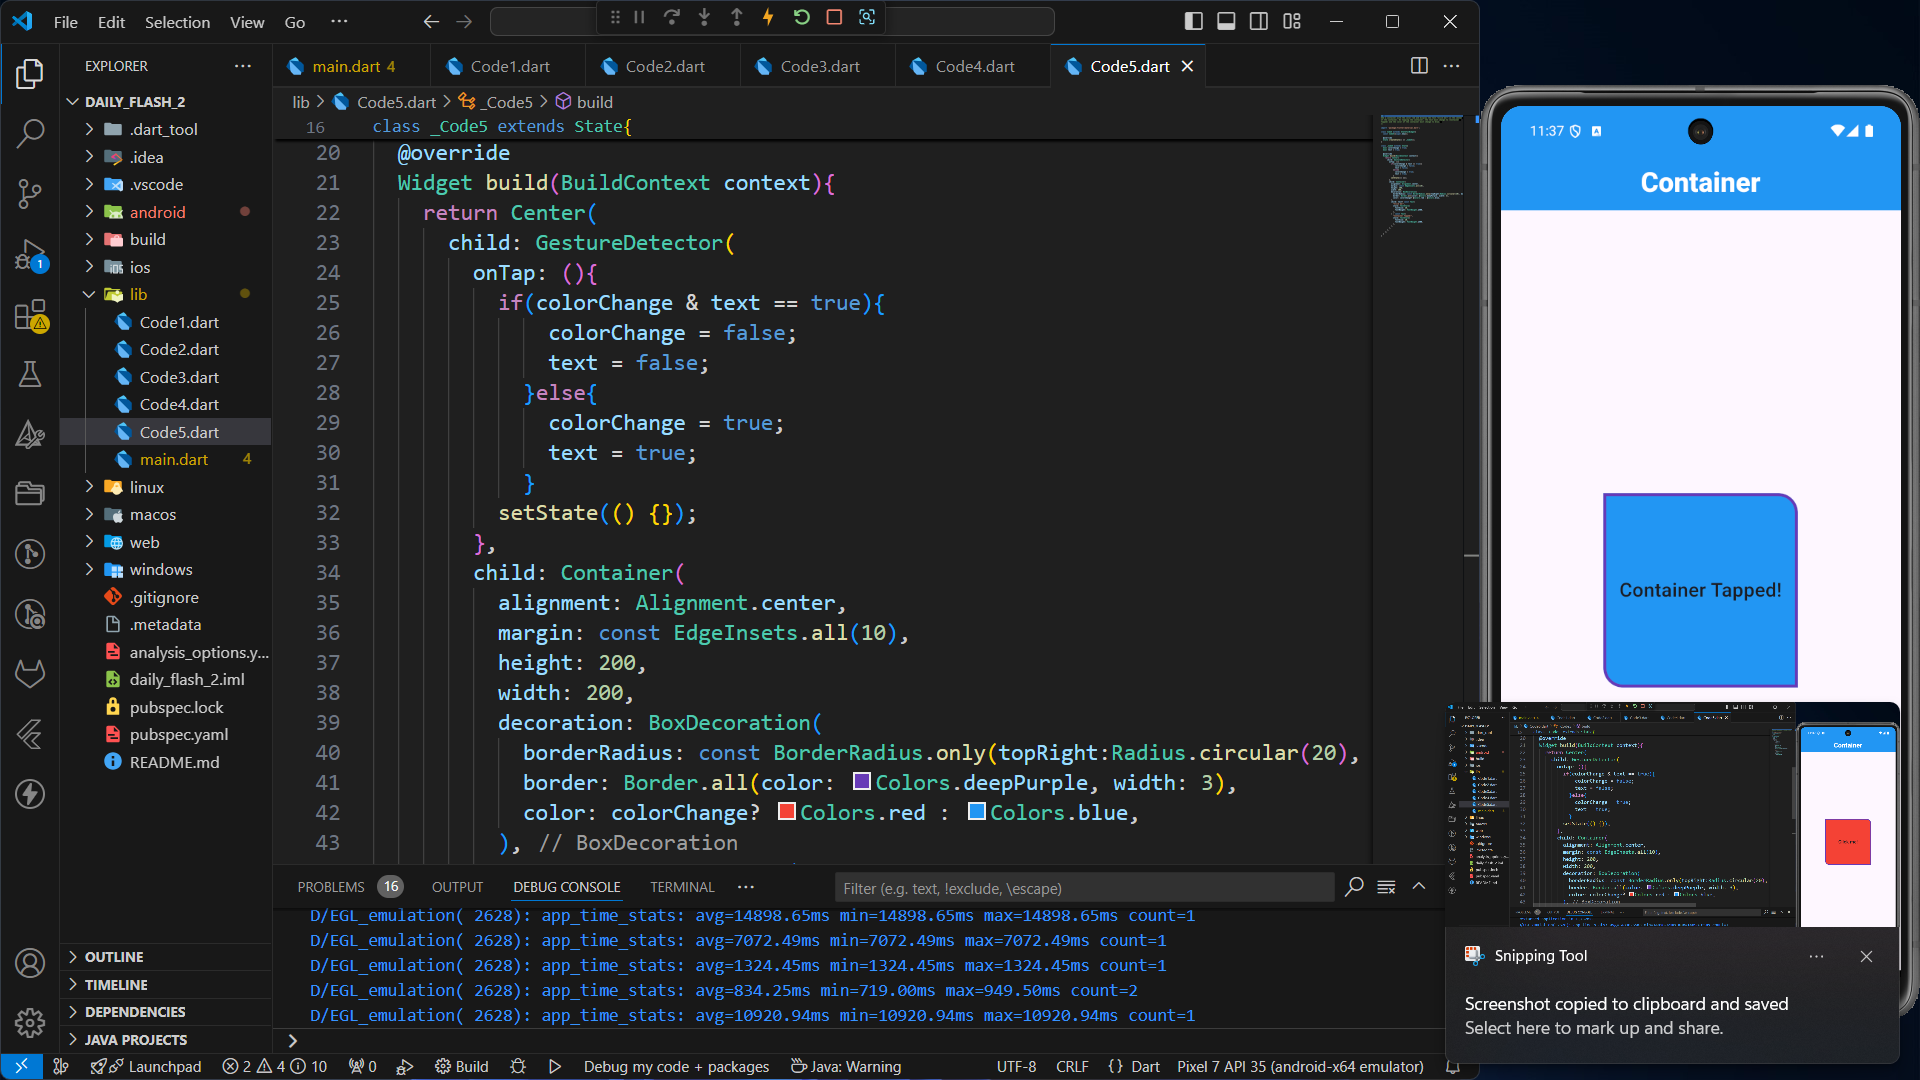 File Edit Selection View Go ···
EXPLORER ···
DAILY_FLASH_2
.dart_tool
.idea
.vscode
android
build
ios
lib
Code1.dart
Code2.dart
Code3.dart
Code4.dart
Code5.dart
main.dart 4
linux
macos
web
windows
.gitignore
.metadata
analysis_options.y...
daily_flash_2.iml
pubspec.lock
pubspec.yaml
README.md
OUTLINE
TIMELINE
DEPENDENCIES
JAVA PROJECTS
1
main.dart 4 Code1.dart Code2.dart Code3.dart Code4.dart Code5.dart
lib > Code5.dart > _Code5 > build
16 class _Code5 extends State{
20 @override
21 Widget build(BuildContext context){
22 return Center(
23 child: GestureDetector(
24 onTap: (){
25 if(colorChange & text == true){
26 colorChange = false;
27 text = false;
28 }else{
29 colorChange = true;
30 text = true;
31 }
32 setState(() {});
33 },
34 child: Container(
35 alignment: Alignment.center,
36 margin: const EdgeInsets.all(10),
37 height: 200,
38 width: 200,
39 decoration: BoxDecoration(
40 borderRadius: const BorderRadius.only(topRight:Radius.circular(20),
41 border: Border.all(color: Colors.deepPurple, width: 3),
42 color: colorChange? Colors.red : Colors.blue,
43 ), // BoxDecoration
PROBLEMS 16 OUTPUT DEBUG CONSOLE TERMINAL ···
Filter (e.g. text, !exclude, \escape)
D/EGL_emulation( 2628): app_time_stats: avg=14898.65ms min=14898.65ms max=14898.65ms count=1
D/EGL_emulation( 2628): app_time_stats: avg=7072.49ms min=7072.49ms max=7072.49ms count=1
D/EGL_emulation( 2628): app_time_stats: avg=1324.45ms min=1324.45ms max=1324.45ms count=1
D/EGL_emulation( 2628): app_time_stats: avg=834.25ms min=719.00ms max=949.50ms count=2
D/EGL_emulation( 2628): app_time_stats: avg=10920.94ms min=10920.94ms max=10920.94ms count=1
Launchpad 2 4 10 0 Build Debug my code + packages Java: Warning UTF-8 CRLF {} Dart Pixel 7 API 35 (android-x64 emulator)
11:37
Container
Container Tapped!
Snipping Tool ···
Screenshot copied to clipboard and saved
Select here to mark up and share.